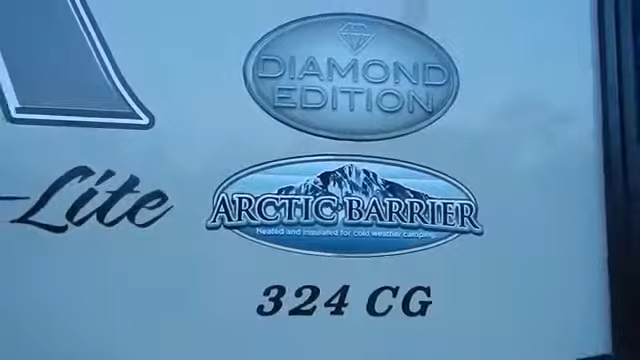 DIAMOND
EDITION
-Lite
ARCTIC BARRIER
Heated and insulated for cold weather camping
324 CG